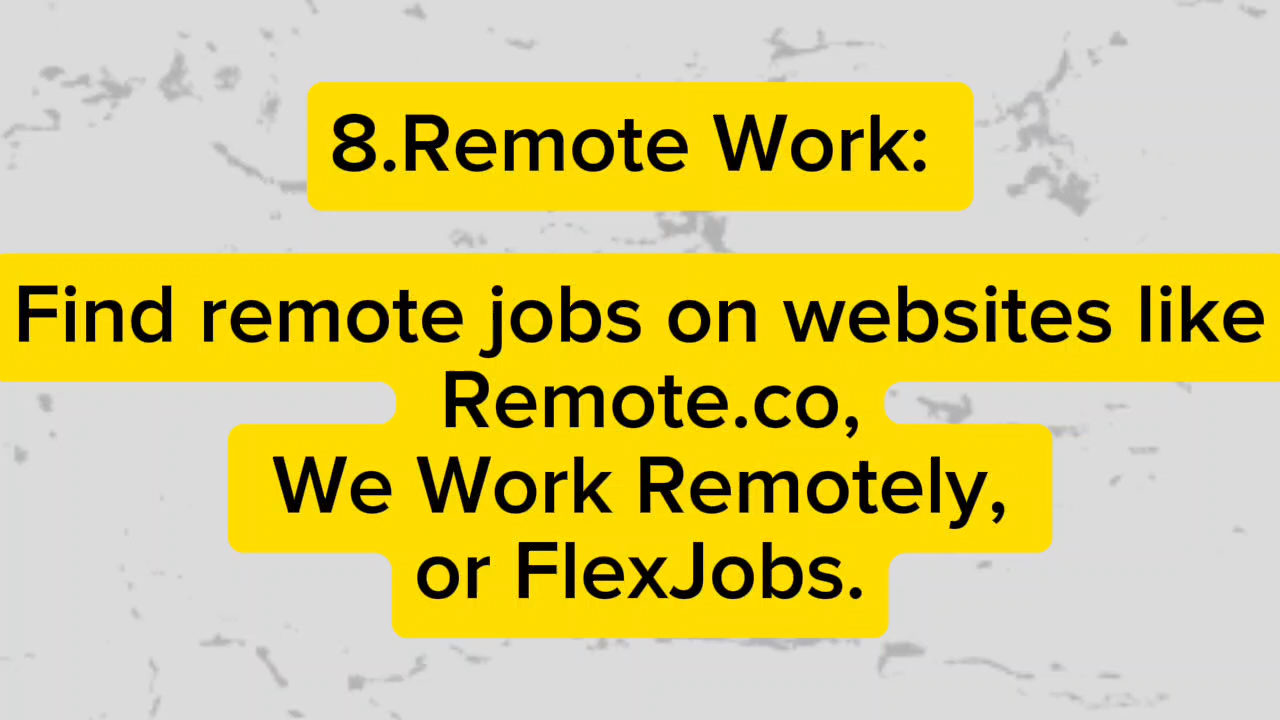 8.Remote Work:
Find remote jobs on websites like
Remote.co,
We Work Remotely,
or FlexJobs.